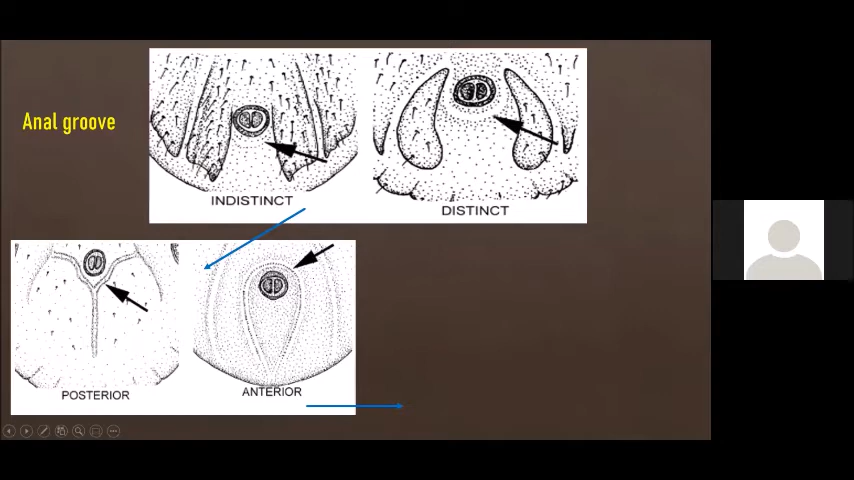 Anal groove
INDISTINCT
DISTINCT
POSTERIOR
ANTERIOR